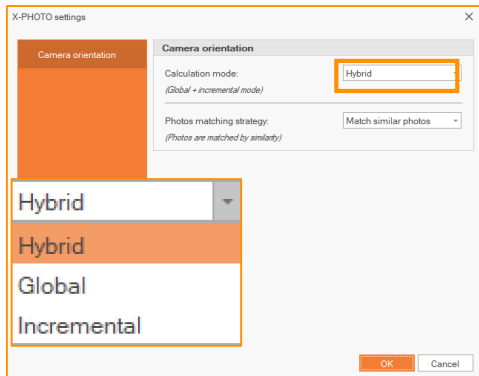 X-PHOTO settings
Camera orientation
Camera orientation
Calculation mode:
Hybrid
(Global + incremental mode)
Photos matching strategy:
Match similar photos
(Photos are matched by similarity)
Hybrid
Hybrid
Global
Incremental
OK
Cancel